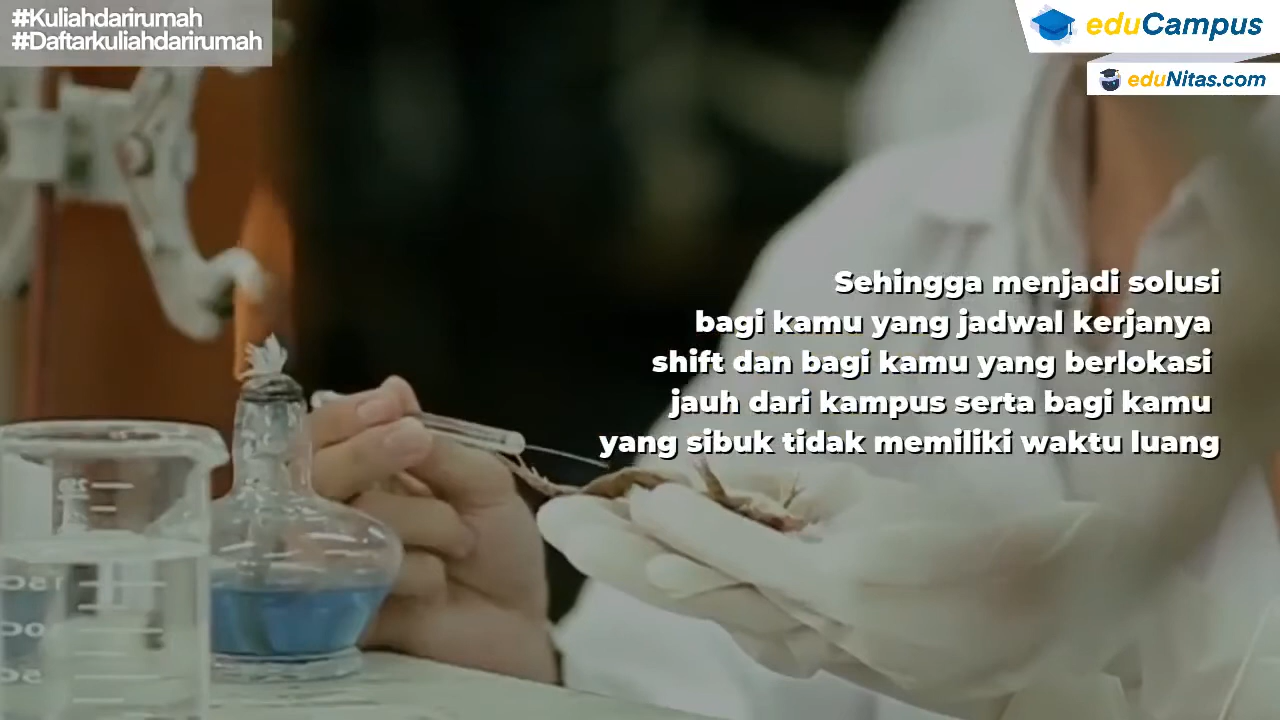 #Kuliahdarirumah
#Daftarkuliahdarirumah
eduCampus
eduNitas.com
Sehingga menjadi solusi
bagi kamu yang jadwal kerjanya
shift dan bagi kamu yang berlokasi
jauh dari kampus serta bagi kamu
yang sibuk tidak memiliki waktu luang